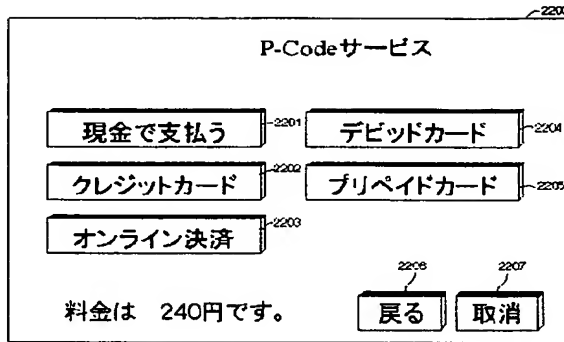 2200
P-Codeサービス
現金で支払う 2201 デビッドカード 2204
クレジットカード 2202 プリペイドカード 2205
オンライン決済 2203
2206 2207
料金は 240円です。 戻る 取消